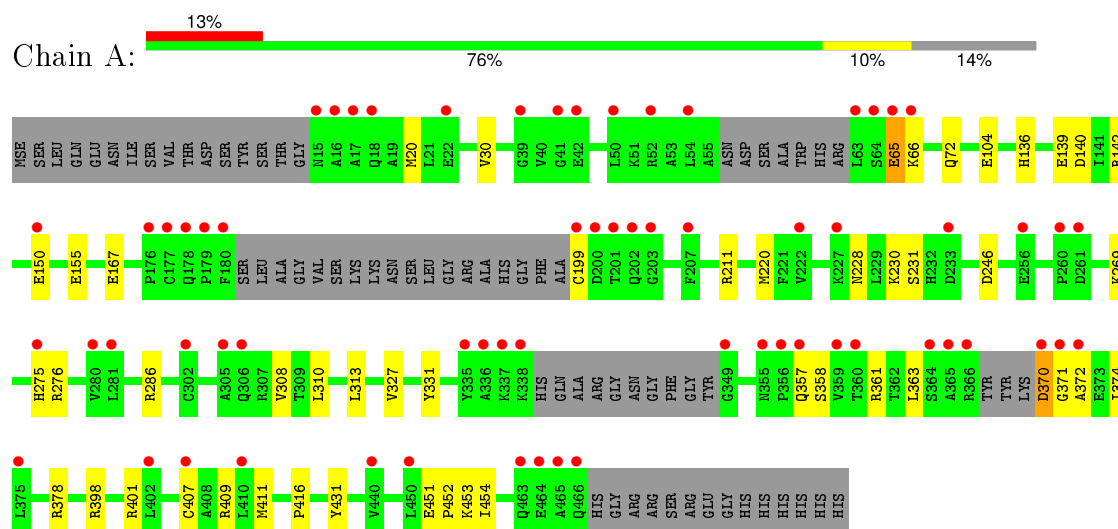 13%
Chain A:
76% 10% 14%
MSE SER LEU GLN GLU ASN ILE SER VAL THR ASP SER TYR SER THR GLY N15 A16 A17 Q18 A19 M20 L21 E22 V30 G39 V40 G41 E42 L50 K51 R52 A53 L54 A55 ASN ASP SER ALA TRP HIS ARG L63 S64 E65 K66 Q72 E104 H136 E139 D140 I141 R142
E150 E155 E167 P176 C177 Q178 P179 F180 SER LEU ALA GLY VAL SER LYS LYS ASN SER LEU GLY ARG ALA HIS GLY PHE ALA C199 D200 T201 Q202 G203 F207 R211 M220 F221 V222 K227 N228 L229 K230 S231 H232 D233 D246 E256 P260 D261 K269
H275 R276 V280 L281 R286 C302 A305 Q306 R307 V308 T309 L310 L313 V327 Y331 Y335 A336 K337 K338 HIS GLN ALA ARG GLY ASN GLY PHE GLY TYR G349 N355 P356 Q357 S358 V359 T360 R361 T362 L363 S364 A365 R366 TYR TYR LYS D370 G371 A372 E373 I374
L375 R378 R398 R401 L402 C407 A408 R409 L410 M411 P416 Y431 V440 L450 E451 P452 K453 I454 Q463 E464 A465 Q466 HIS GLY ARG ARG SER ARG GLU GLY HIS HIS HIS HIS HIS HIS